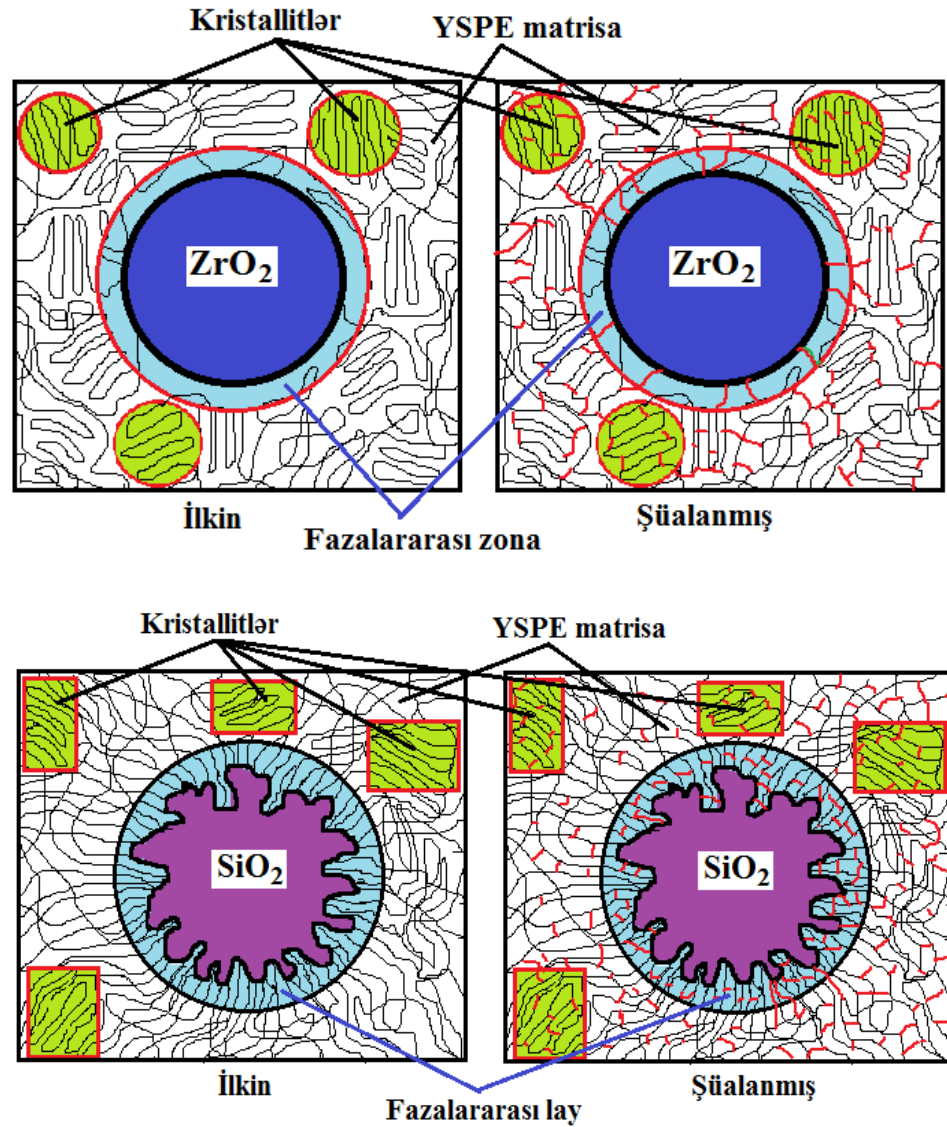 Kristallitlər YSPE matrisa
ZrO₂ ZrO₂
İlkin Şüalanmış
Fazalararası zona
Kristallitlər YSPE matrisa
SiO₂ SiO₂
İlkin Şüalanmış
Fazalararası lay